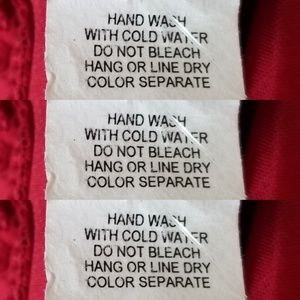 HAND WASH
WITH COLD WATER
DO NOT BLEACH
HANG OR LINE DRY
COLOR SEPARATE
HAND WASH
WITH COLD WATER
DO NOT BLEACH
HANG OR LINE DRY
COLOR SEPARATE
HAND WASH
WITH COLD WATER
DO NOT BLEACH
HANG OR LINE DRY
COLOR SEPARATE